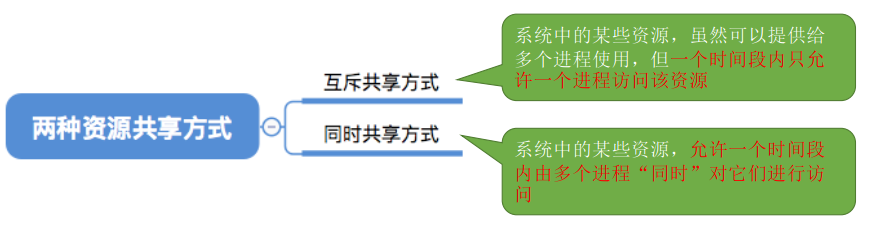 两种资源共享方式
互斥共享方式
系统中的某些资源，虽然可以提供给
多个进程使用，但一个时间段内只允
许一个进程访问该资源
同时共享方式
系统中的某些资源，允许一个时间段
内由多个进程“同时”对它们进行访
问